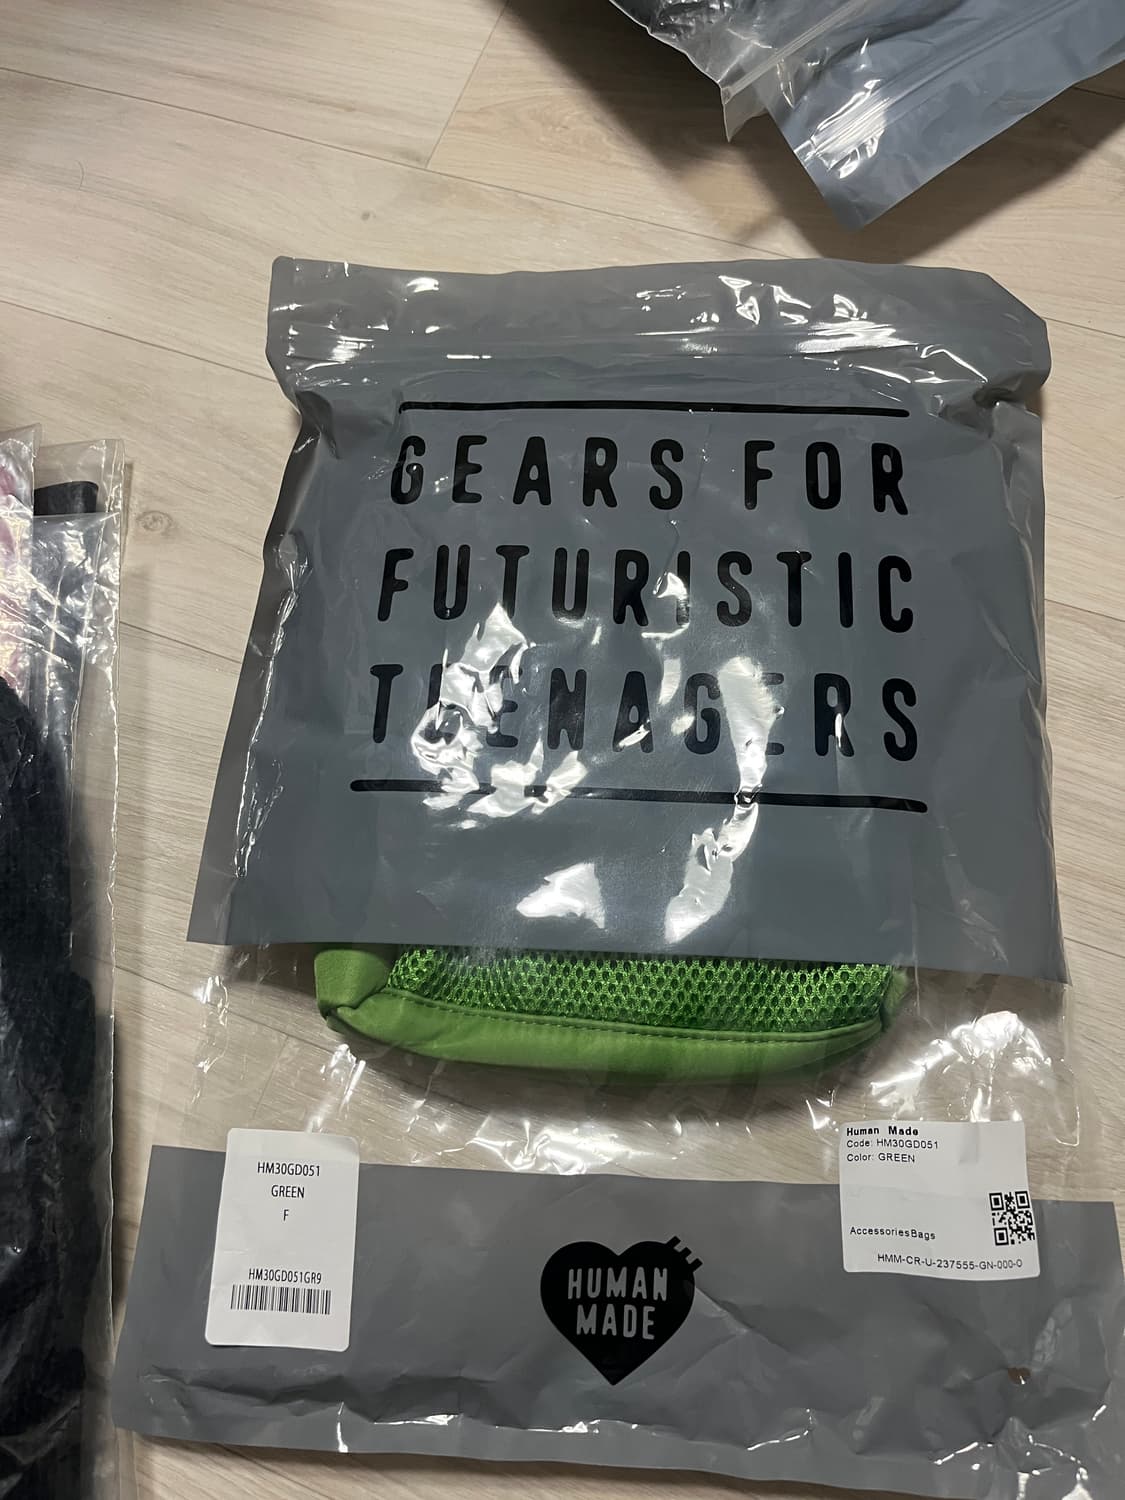 GEARS FOR
FUTURISTIC
TEENAGERS
HM30GD051
GREEN
F
HM30GD051GR9
HUMAN
MADE
Human Made
Code: HM30GD051
Color: GREEN
AccessoriesBags
HMM-CR-U-237555-GN-000-0